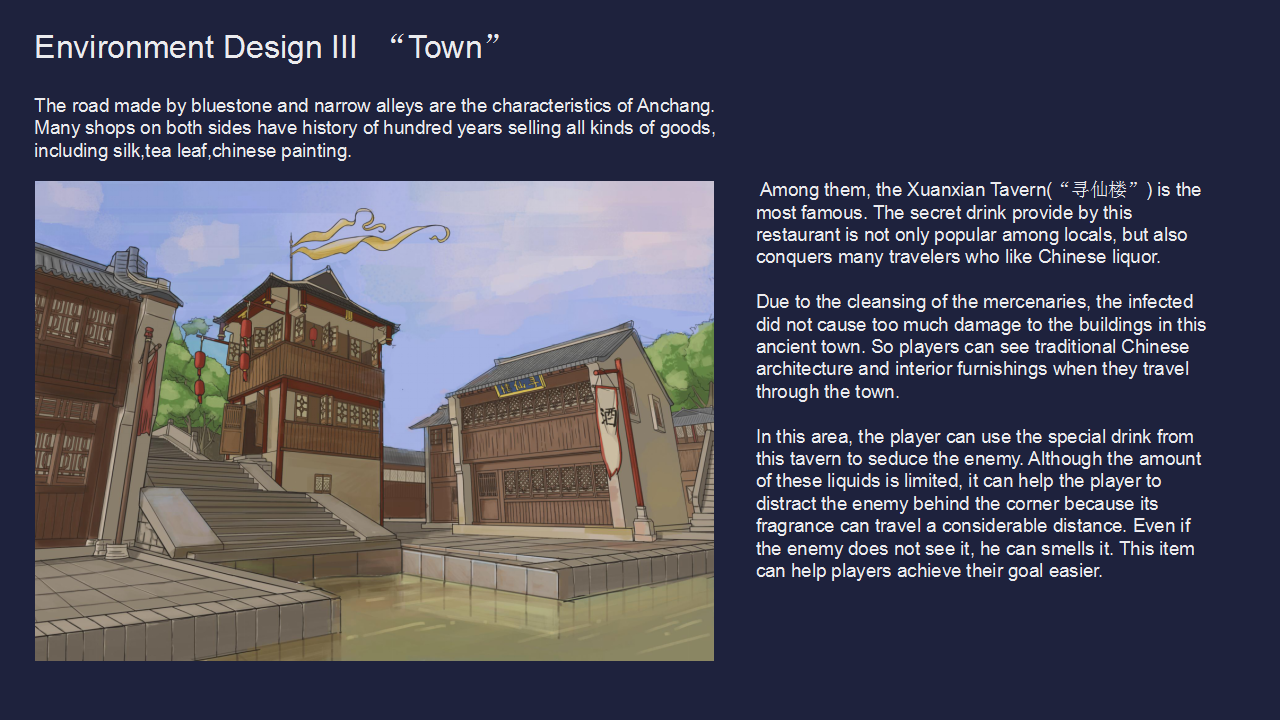 Environment Design III “Town”
The road made by bluestone and narrow alleys are the characteristics of Anchang.
Many shops on both sides have history of hundred years selling all kinds of goods,
including silk,tea leaf,chinese painting.
Among them, the Xuanxian Tavern(“寻仙楼”) is the
most famous. The secret drink provide by this
restaurant is not only popular among locals, but also
conquers many travelers who like Chinese liquor.
Due to the cleansing of the mercenaries, the infected
did not cause too much damage to the buildings in this
ancient town. So players can see traditional Chinese
architecture and interior furnishings when they travel
through the town.
In this area, the player can use the special drink from
this tavern to seduce the enemy. Although the amount
of these liquids is limited, it can help the player to
distract the enemy behind the corner because its
fragrance can travel a considerable distance. Even if
the enemy does not see it, he can smells it. This item
can help players achieve their goal easier.
酒